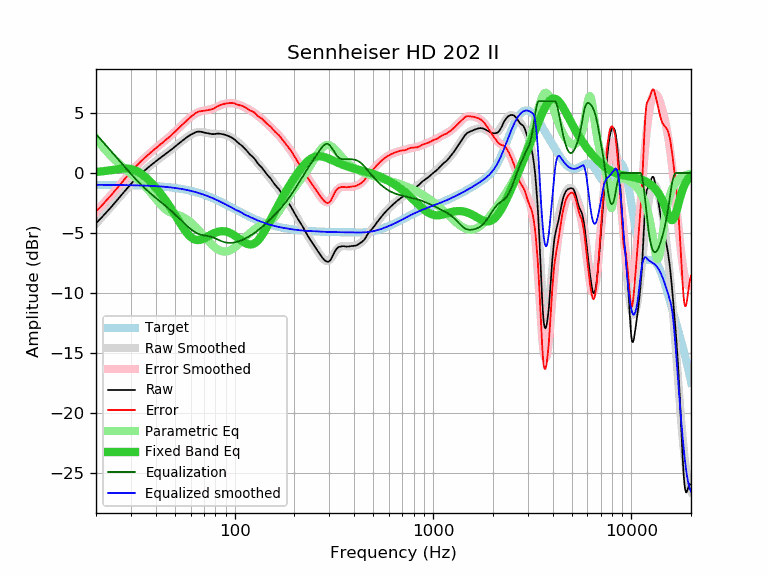 Sennheiser HD 202 II
Amplitude (dBr)
5
0
−5
−10
−15
−20
−25
Target
Raw Smoothed
Error Smoothed
Raw
Error
Parametric Eq
Fixed Band Eq
Equalization
Equalized smoothed
100
1000
10000
Frequency (Hz)